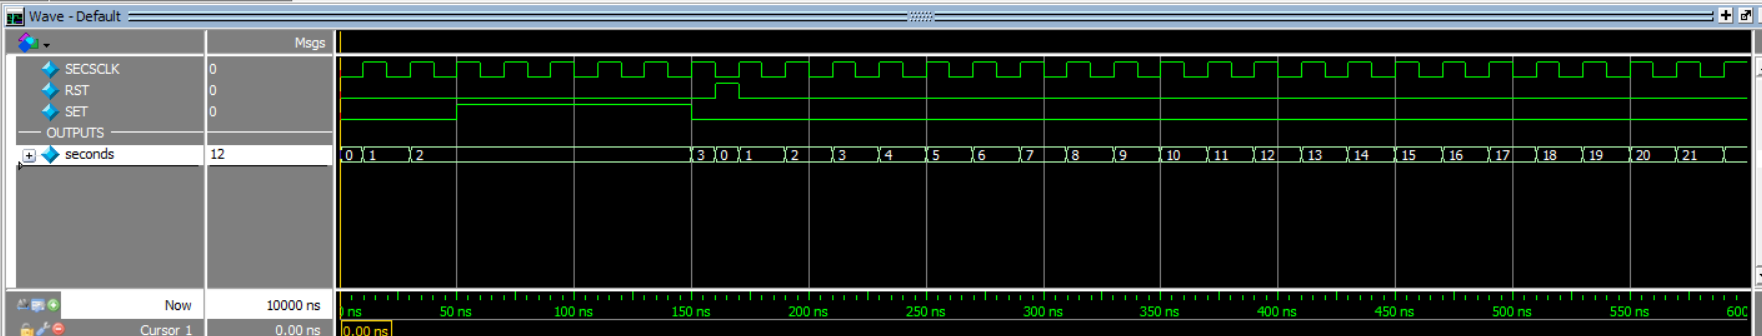 Wave - Default
Msgs
SECSCLK 0
RST 0
SET 0
OUTPUTS
seconds 12 0 1 2 3 0 1 2 3 4 5 6 7 8 9 10 11 12 13 14 15 16 17 18 19 20 21
Now 10000 ns ns 50 ns 100 ns 150 ns 200 ns 250 ns 300 ns 350 ns 400 ns 450 ns 500 ns 550 ns 600
Cursor 1 0.00 ns 0.00 ns